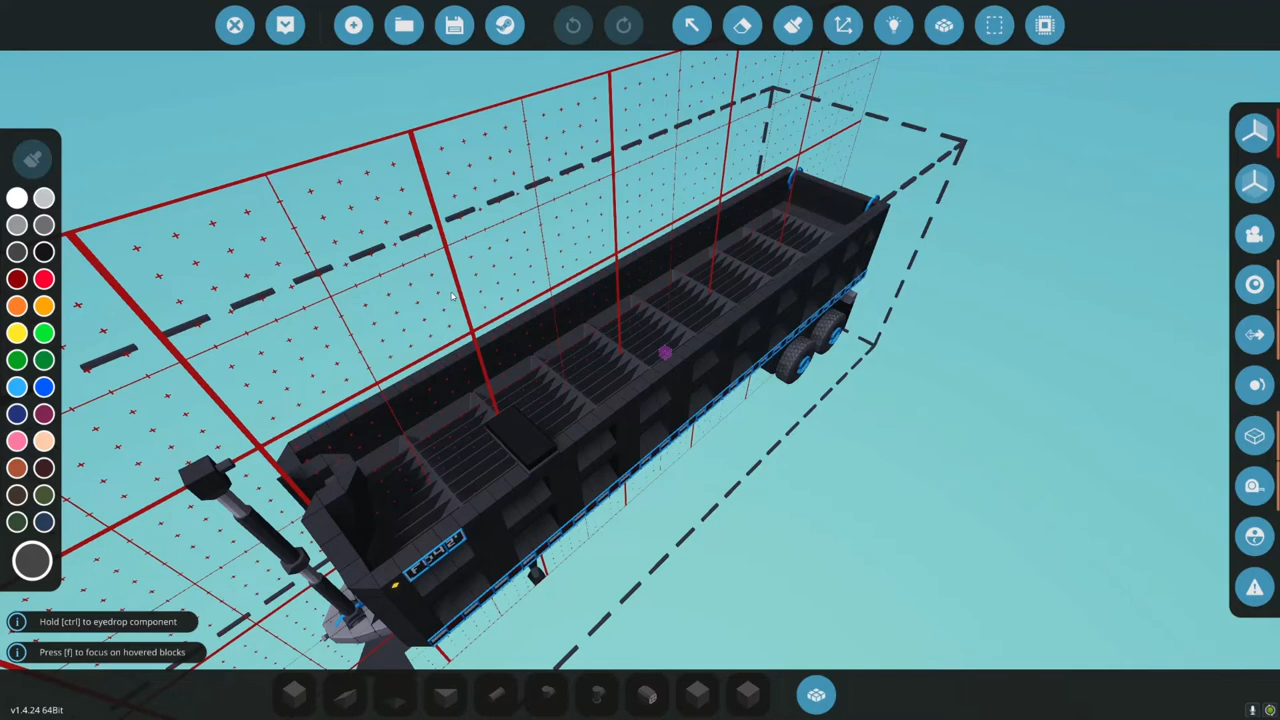 Hold [ctrl] to eyedrop component
Press [f] to focus on hovered blocks
v1.4.24 64Bit